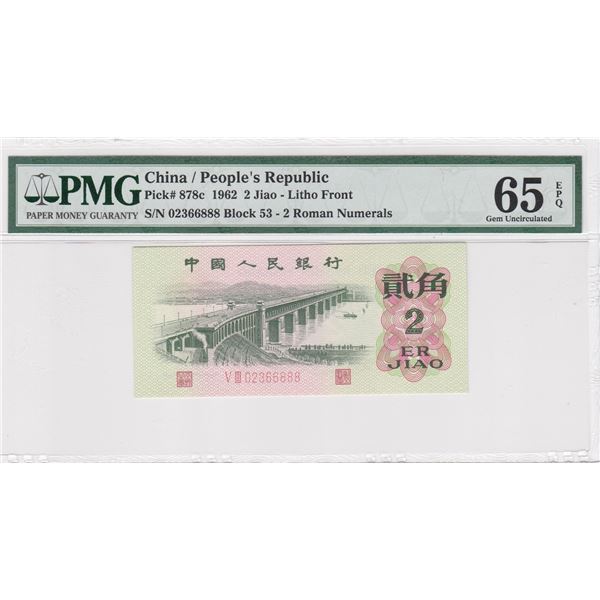 PMG
PAPER MONEY GUARANTY
China / People's Republic
Pick# 878c 1962 2 Jiao - Litho Front
S/N 02366888 Block 53 - 2 Roman Numerals
65 EPQ
Gem Uncirculated
中國人民銀行
貳角
2
ER
JIAO
V III 02366888